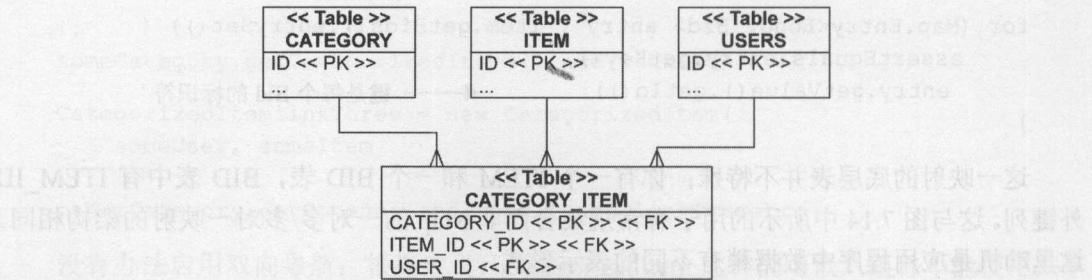 << Table >>
CATEGORY
ID << PK >>
...
<< Table >>
ITEM
ID << PK >>
...
<< Table >>
USERS
ID << PK >>
...
<< Table >>
CATEGORY_ITEM
CATEGORY_ID << PK >> << FK >>
ITEM_ID << PK >> << FK >>
USER_ID << FK >>